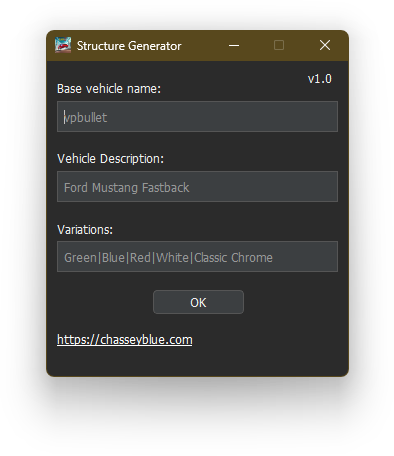 Structure Generator
v1.0
Base vehicle name:
vpbullet
Vehicle Description:
Ford Mustang Fastback
Variations:
Green|Blue|Red|White|Classic Chrome
OK
https://chasseyblue.com